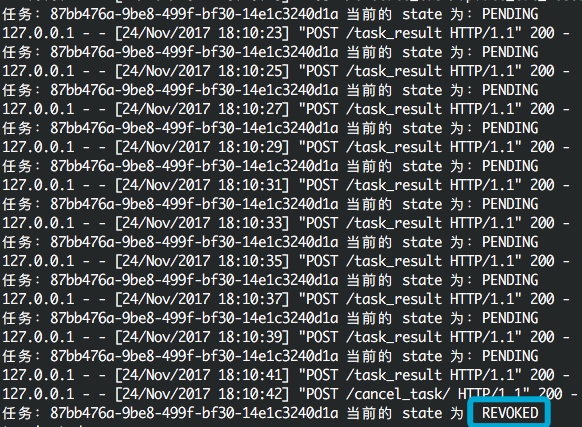 任务: 87bb476a-9be8-499f-bf30-14e1c3240d1a 当前的 state 为: PENDING
127.0.0.1 - - [24/Nov/2017 18:10:23] "POST /task_result HTTP/1.1" 200 -
任务: 87bb476a-9be8-499f-bf30-14e1c3240d1a 当前的 state 为: PENDING
127.0.0.1 - - [24/Nov/2017 18:10:25] "POST /task_result HTTP/1.1" 200 -
任务: 87bb476a-9be8-499f-bf30-14e1c3240d1a 当前的 state 为: PENDING
127.0.0.1 - - [24/Nov/2017 18:10:27] "POST /task_result HTTP/1.1" 200 -
任务: 87bb476a-9be8-499f-bf30-14e1c3240d1a 当前的 state 为: PENDING
127.0.0.1 - - [24/Nov/2017 18:10:29] "POST /task_result HTTP/1.1" 200 -
任务: 87bb476a-9be8-499f-bf30-14e1c3240d1a 当前的 state 为: PENDING
127.0.0.1 - - [24/Nov/2017 18:10:31] "POST /task_result HTTP/1.1" 200 -
任务: 87bb476a-9be8-499f-bf30-14e1c3240d1a 当前的 state 为: PENDING
127.0.0.1 - - [24/Nov/2017 18:10:33] "POST /task_result HTTP/1.1" 200 -
任务: 87bb476a-9be8-499f-bf30-14e1c3240d1a 当前的 state 为: PENDING
127.0.0.1 - - [24/Nov/2017 18:10:35] "POST /task_result HTTP/1.1" 200 -
任务: 87bb476a-9be8-499f-bf30-14e1c3240d1a 当前的 state 为: PENDING
127.0.0.1 - - [24/Nov/2017 18:10:37] "POST /task_result HTTP/1.1" 200 -
任务: 87bb476a-9be8-499f-bf30-14e1c3240d1a 当前的 state 为: PENDING
127.0.0.1 - - [24/Nov/2017 18:10:39] "POST /task_result HTTP/1.1" 200 -
任务: 87bb476a-9be8-499f-bf30-14e1c3240d1a 当前的 state 为: PENDING
127.0.0.1 - - [24/Nov/2017 18:10:41] "POST /task_result HTTP/1.1" 200 -
127.0.0.1 - - [24/Nov/2017 18:10:42] "POST /cancel_task/ HTTP/1.1" 200 -
任务: 87bb476a-9be8-499f-bf30-14e1c3240d1a 当前的 state 为 REVOKED